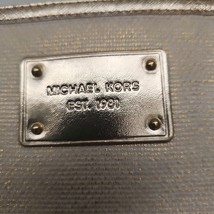 MICHAEL KORS
EST. 1981